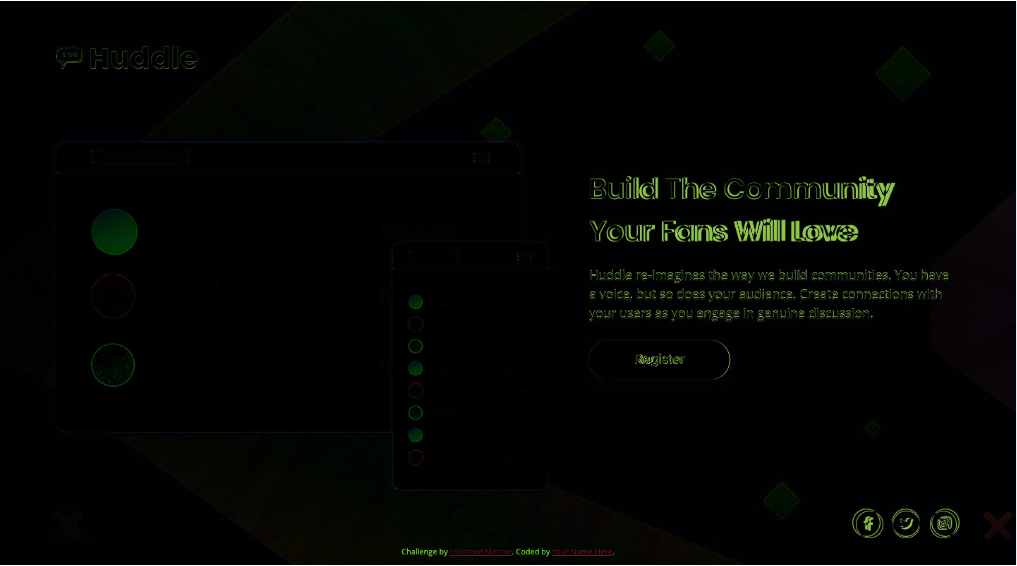 Huddle
Build The Community
Your Fans Will Love
Huddle re-imagines the way we build communities. You have
a voice, but so does your audience. Create connections with
your users as you engage in genuine discussion.
Register
Challenge by Frontend Mentor. Coded by Your Name Here.